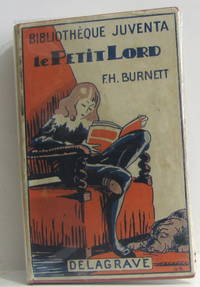 BIBLIOTHÈQUE JUVENTA
Le PETIT LORD
F.H. BURNETT
DELAGRAVE